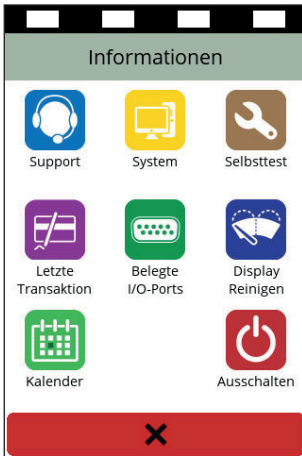 Informationen
Support
System
Selbsttest
Letzte
Transaktion
Belegte
I/O-Ports
Display
Reinigen
Kalender
Ausschalten